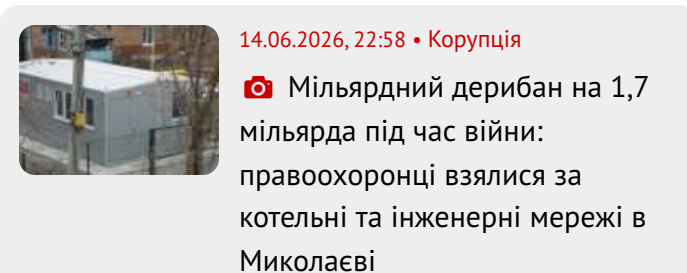 14.06.2026, 22:58 • Корупція
Мільярдний дерибан на 1,7
мільярда під час війни:
правоохоронці взялися за
котельні та інженерні мережі в
Миколаєві